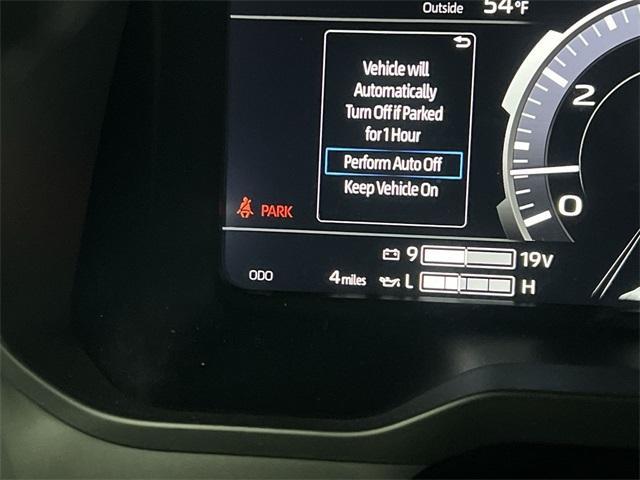 Outside 54°F
Vehicle will
Automatically
Turn Off if Parked
for 1 Hour
Perform Auto Off
Keep Vehicle On
2
0
PARK
9 19V
ODO 4 miles L H